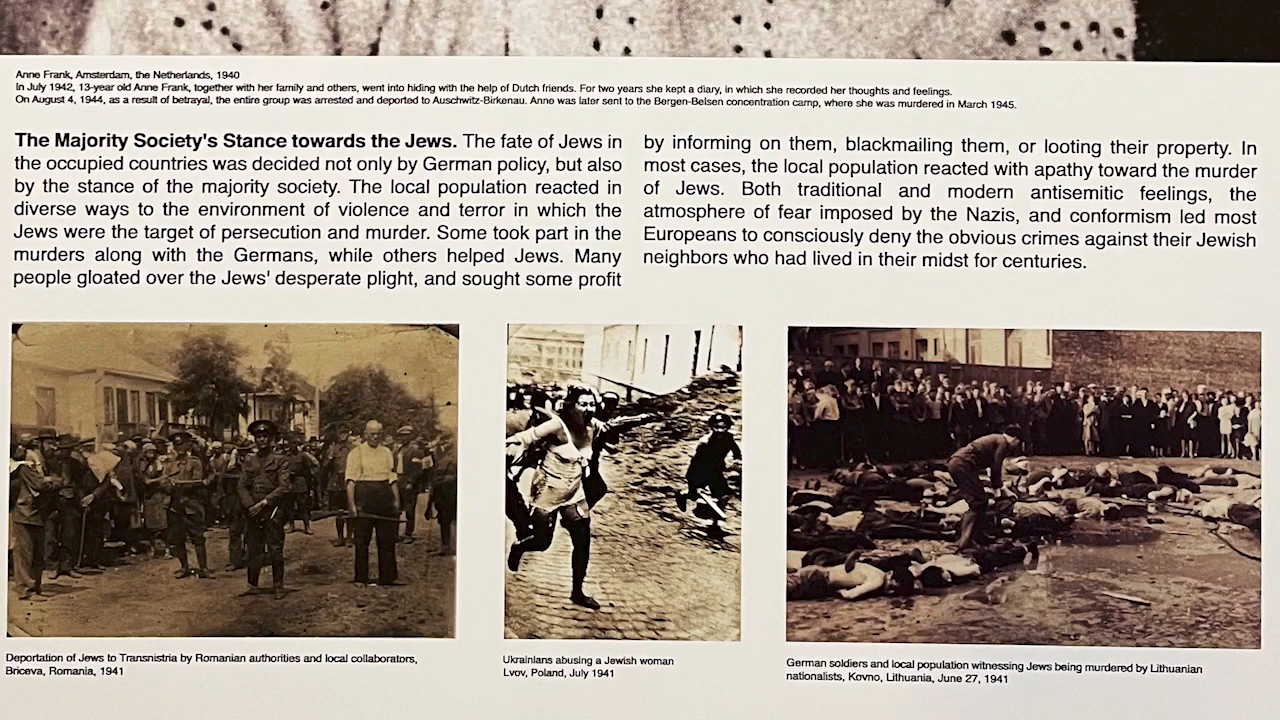 Anne Frank, Amsterdam, the Netherlands, 1940
In July 1942, 13-year old Anne Frank, together with her family and others, went into hiding with the help of Dutch friends. For two years she kept a diary, in which she recorded her thoughts and feelings.
On August 4, 1944, as a result of betrayal, the entire group was arrested and deported to Auschwitz-Birkenau. Anne was later sent to the Bergen-Belsen concentration camp, where she was murdered in March 1945.
The Majority Society's Stance towards the Jews. The fate of Jews in
the occupied countries was decided not only by German policy, but also
by the stance of the majority society. The local population reacted in
diverse ways to the environment of violence and terror in which the
Jews were the target of persecution and murder. Some took part in the
murders along with the Germans, while others helped Jews. Many
people gloated over the Jews' desperate plight, and sought some profit
by informing on them, blackmailing them, or looting their property. In
most cases, the local population reacted with apathy toward the murder
of Jews. Both traditional and modern antisemitic feelings, the
atmosphere of fear imposed by the Nazis, and conformism led most
Europeans to consciously deny the obvious crimes against their Jewish
neighbors who had lived in their midst for centuries.
Deportation of Jews to Transnistria by Romanian authorities and local collaborators,
Briceva, Romania, 1941
Ukrainians abusing a Jewish woman
Lvov, Poland, July 1941
German soldiers and local population witnessing Jews being murdered by Lithuanian
nationalists, Kovno, Lithuania, June 27, 1941